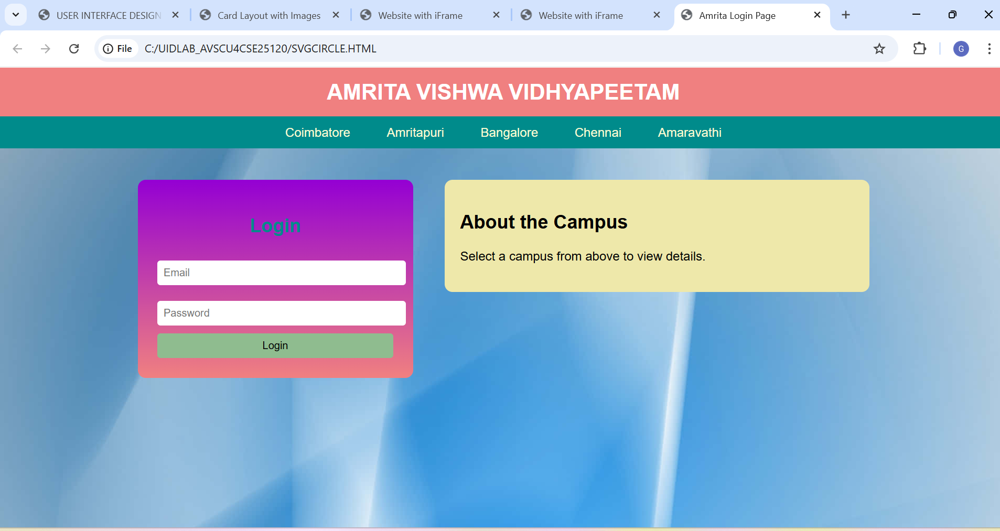 USER INTERFACE DESIGN
Card Layout with Images
Website with iFrame
Website with iFrame
Amrita Login Page
File
C:/UIDLAB_AVSCU4CSE25120/SVGCIRCLE.HTML
G
AMRITA VISHWA VIDHYAPEETAM
Coimbatore Amritapuri Bangalore Chennai Amaravathi
Login
Email
Password
Login
About the Campus
Select a campus from above to view details.